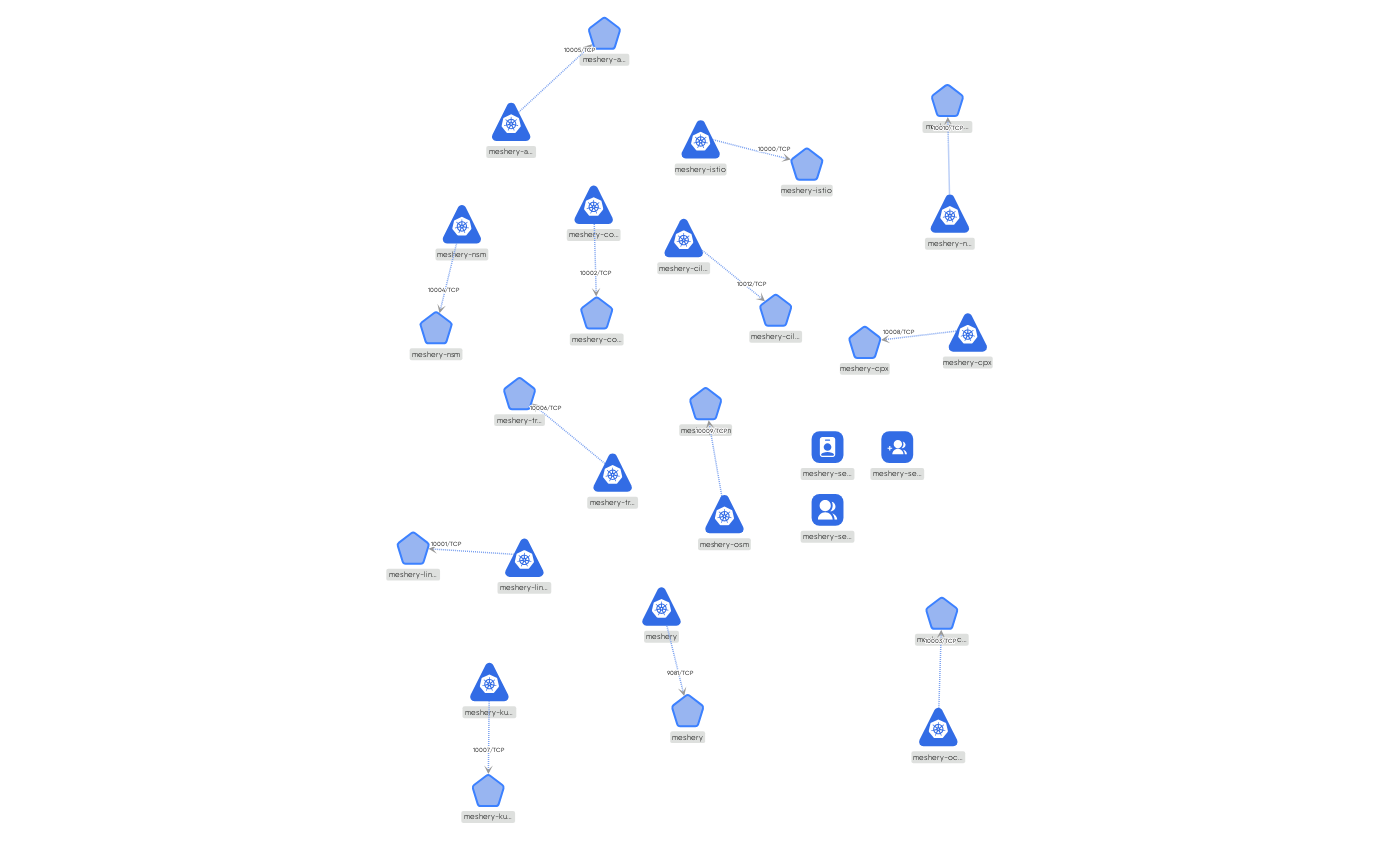 10005/TCP
meshery-a...
meshery-a...
10000/TCP
meshery-istio
meshery-istio
10010/TCP
meshery-n...
meshery-nsm
10004/TCP
meshery-nsm
meshery-co...
10002/TCP
meshery-co...
meshery-cil...
10012/TCP
meshery-cil...
10008/TCP
meshery-cpx
meshery-cpx
10006/TCP
meshery-tr...
meshery-tr...
10009/TCP
meshery-osm
meshery-se...
meshery-se...
meshery-se...
10001/TCP
meshery-lin...
meshery-lin...
meshery
9081/TCP
meshery
10003/TCP
meshery-oc...
meshery-ku...
10007/TCP
meshery-ku...